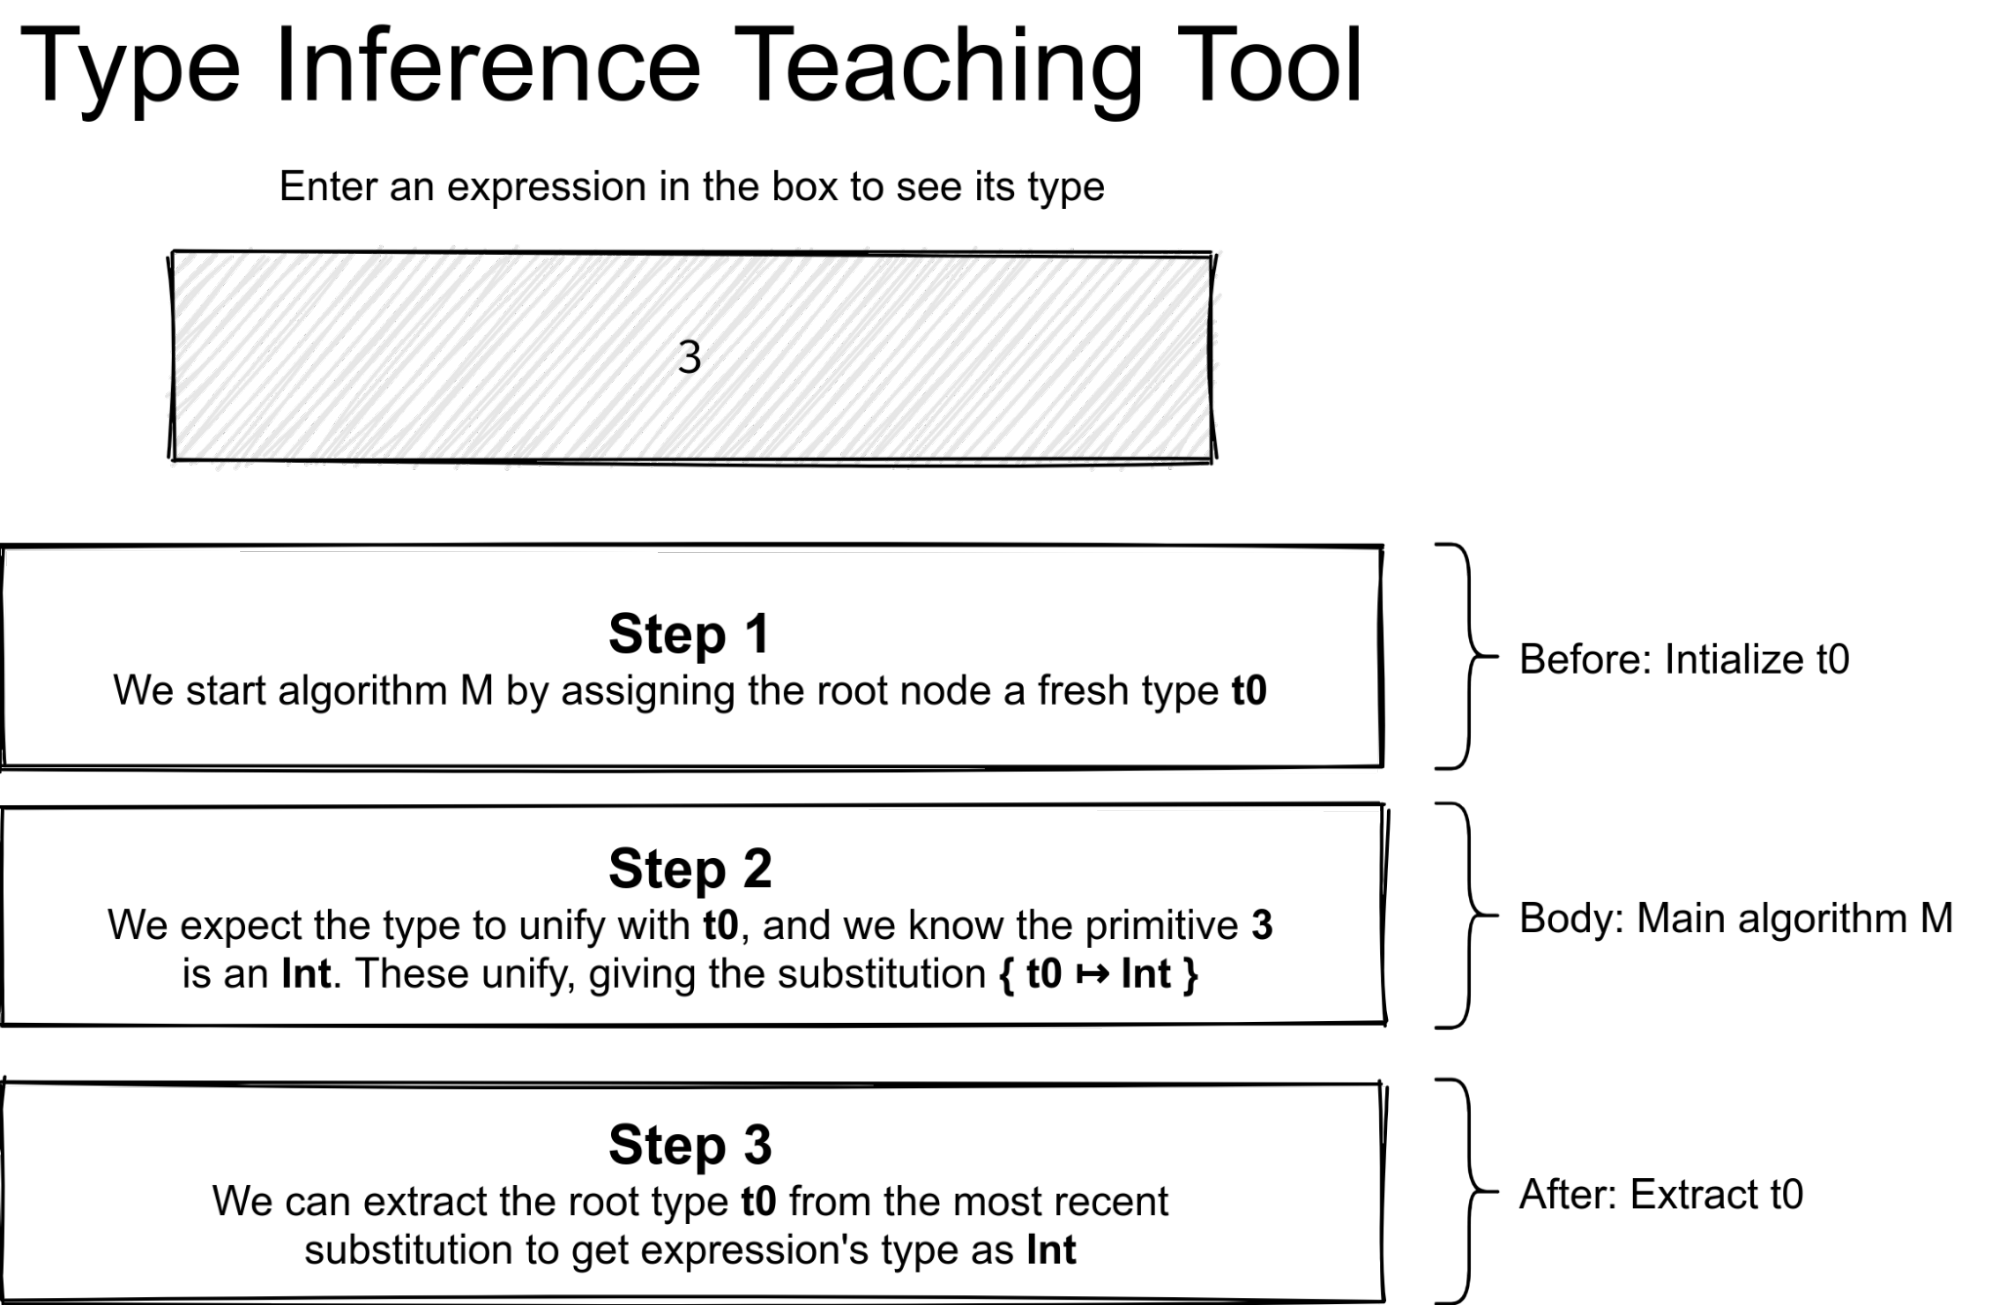 Type Inference Teaching Tool
Enter an expression in the box to see its type
3
Step 1
We start algorithm M by assigning the root node a fresh type t0
Before: Intialize t0
Step 2
We expect the type to unify with t0, and we know the primitive 3
is an Int. These unify, giving the substitution { t0 ↦ Int }
Body: Main algorithm M
Step 3
We can extract the root type t0 from the most recent
substitution to get expression's type as Int
After: Extract t0